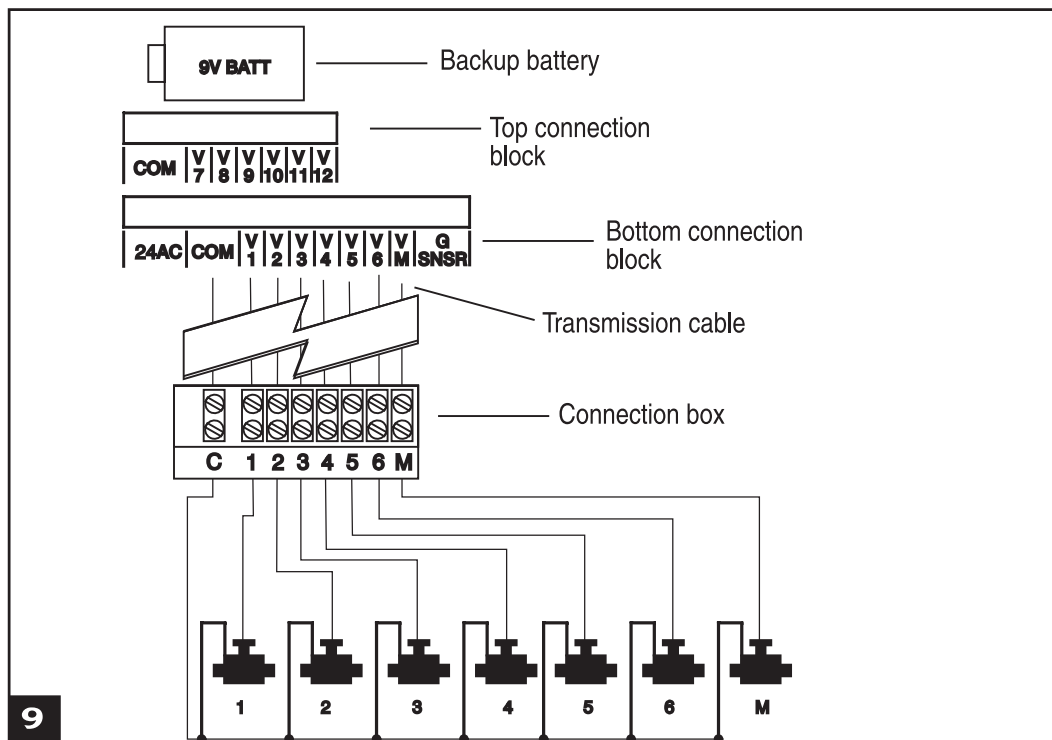 9V BATT
Backup battery
Top connection
block
COM V 7 V 8 V 9 V 10 V 11 V 12
Bottom connection
block
24AC COM V 1 V 2 V 3 V 4 V 5 V 6 V M G SNSR
Transmission cable
Connection box
C 1 2 3 4 5 6 M
1 2 3 4 5 6 M
9